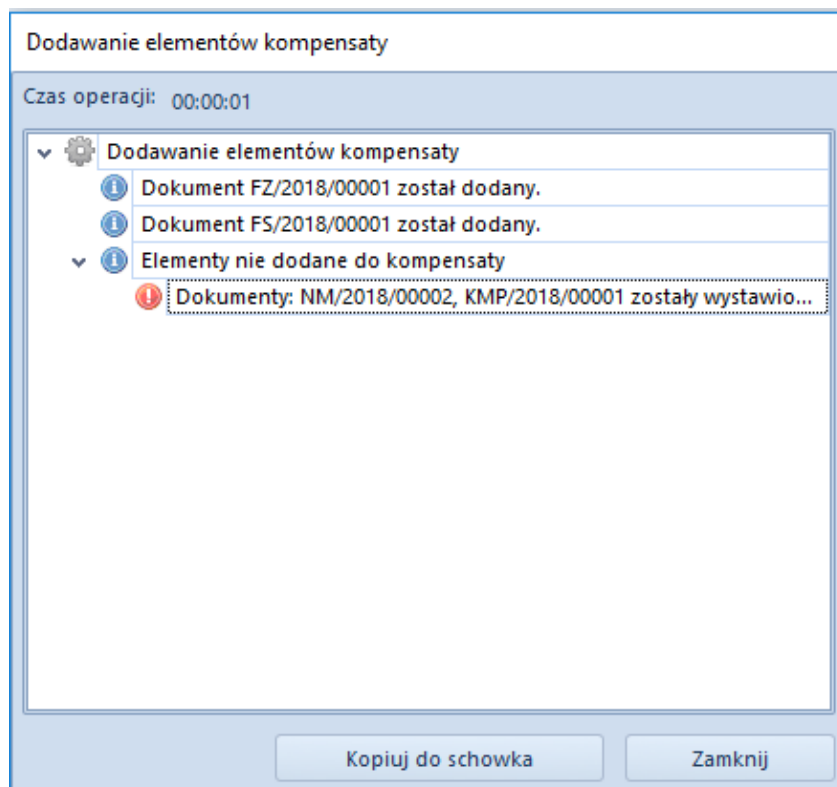 Dodawanie elementów kompensaty
Czas operacji: 00:00:01
Dodawanie elementów kompensaty
Dokument FZ/2018/00001 został dodany.
Dokument FS/2018/00001 został dodany.
Elementy nie dodane do kompensaty
Dokumenty: NM/2018/00002, KMP/2018/00001 zostały wystawio...
Kopiuj do schowka
Zamknij